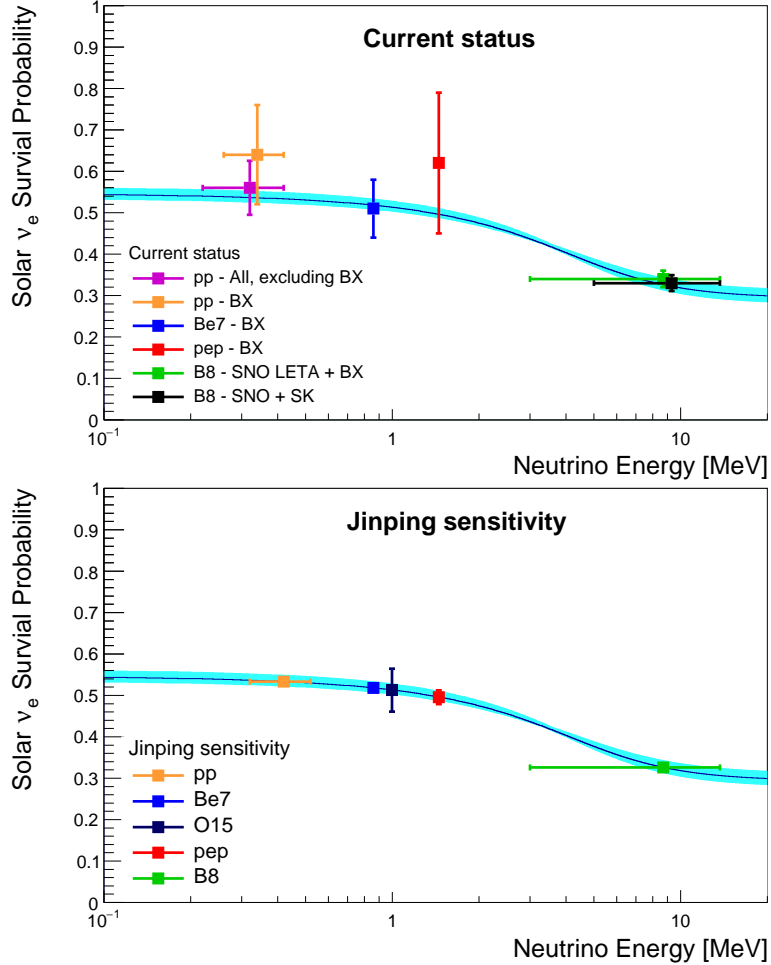 Current status
Solar νe Survial Probability
1
0.9
0.8
0.7
0.6
0.5
0.4
0.3
0.2
0.1
0
Current status
pp - All, excluding BX
pp - BX
Be7 - BX
pep - BX
B8 - SNO LETA + BX
B8 - SNO + SK
10⁻¹ 1 10
Neutrino Energy [MeV]
Jinping sensitivity
Solar νe Survial Probability
1
0.9
0.8
0.7
0.6
0.5
0.4
0.3
0.2
0.1
0
Jinping sensitivity
pp
Be7
O15
pep
B8
10⁻¹ 1 10
Neutrino Energy [MeV]